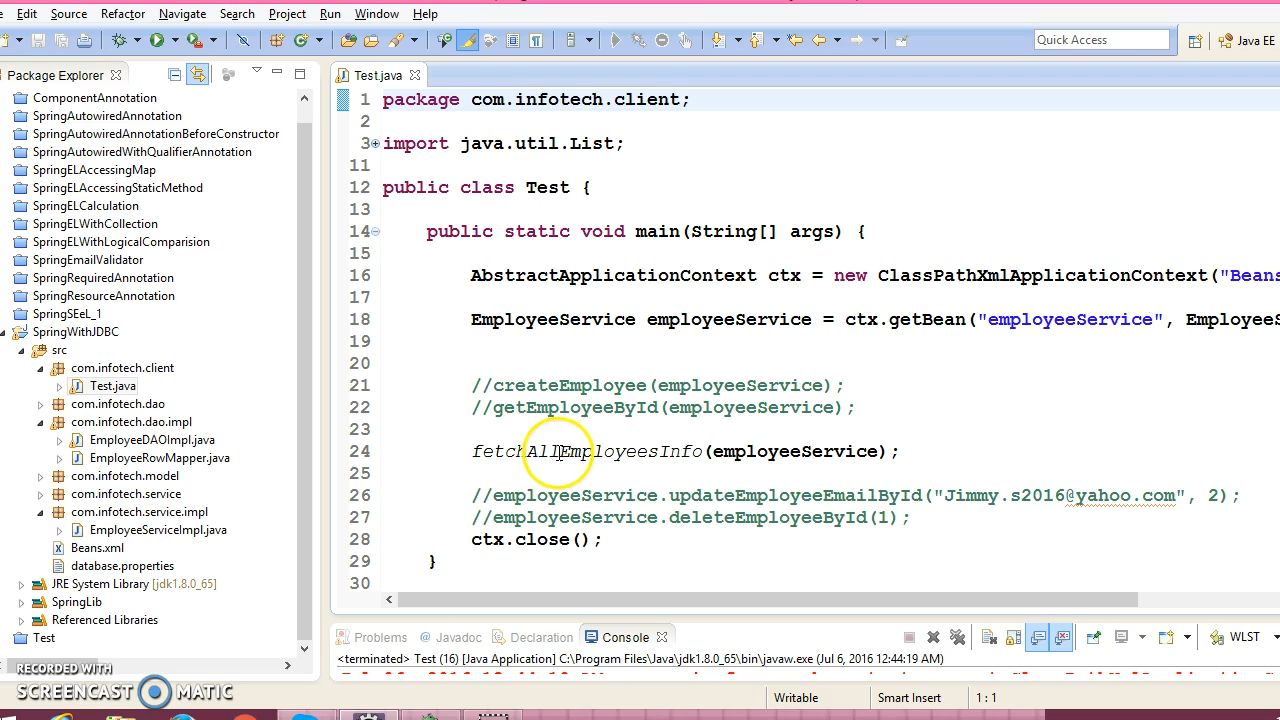 Edit Source Refactor Navigate Search Project Run Window Help
Quick Access
Java EE
Package Explorer
ComponentAnnotation
SpringAutowiredAnnotation
SpringAutowiredAnnotationBeforeConstructor
SpringAutowiredWithQualifierAnnotation
SpringELAccessingMap
SpringELAccessingStaticMethod
SpringELCalculation
SpringELWithCollection
SpringELWithLogicalComparision
SpringEmailValidator
SpringRequiredAnnotation
SpringResourceAnnotation
SpringSEeL_1
SpringWithJDBC
src
com.infotech.client
Test.java
com.infotech.dao
com.infotech.dao.impl
EmployeeDAOImpl.java
EmployeeRowMapper.java
com.infotech.model
com.infotech.service
com.infotech.service.impl
EmployeeServiceImpl.java
Beans.xml
database.properties
JRE System Library [jdk1.8.0_65]
SpringLib
Referenced Libraries
Test
RECORDED WITH
SCREENCAST MATIC
Test.java
1 package com.infotech.client;
2
3 import java.util.List;
11
12 public class Test {
13
14 public static void main(String[] args) {
15
16 AbstractApplicationContext ctx = new ClassPathXmlApplicationContext("Beans
17
18 EmployeeService employeeService = ctx.getBean("employeeService", EmployeeS
19
20
21 //createEmployee(employeeService);
22 //getEmployeeById(employeeService);
23
24 fetchAllEmployeesInfo(employeeService);
25
26 //employeeService.updateEmployeeEmailById("Jimmy.s2016@yahoo.com", 2);
27 //employeeService.deleteEmployeeById(1);
28 ctx.close();
29 }
30
Problems @ Javadoc Declaration Console
WLST
<terminated> Test (16) [Java Application] C:\Program Files\Java\jdk1.8.0_65\bin\javaw.exe (Jul 6, 2016 12:44:19 AM)
Writable Smart Insert 1 : 1